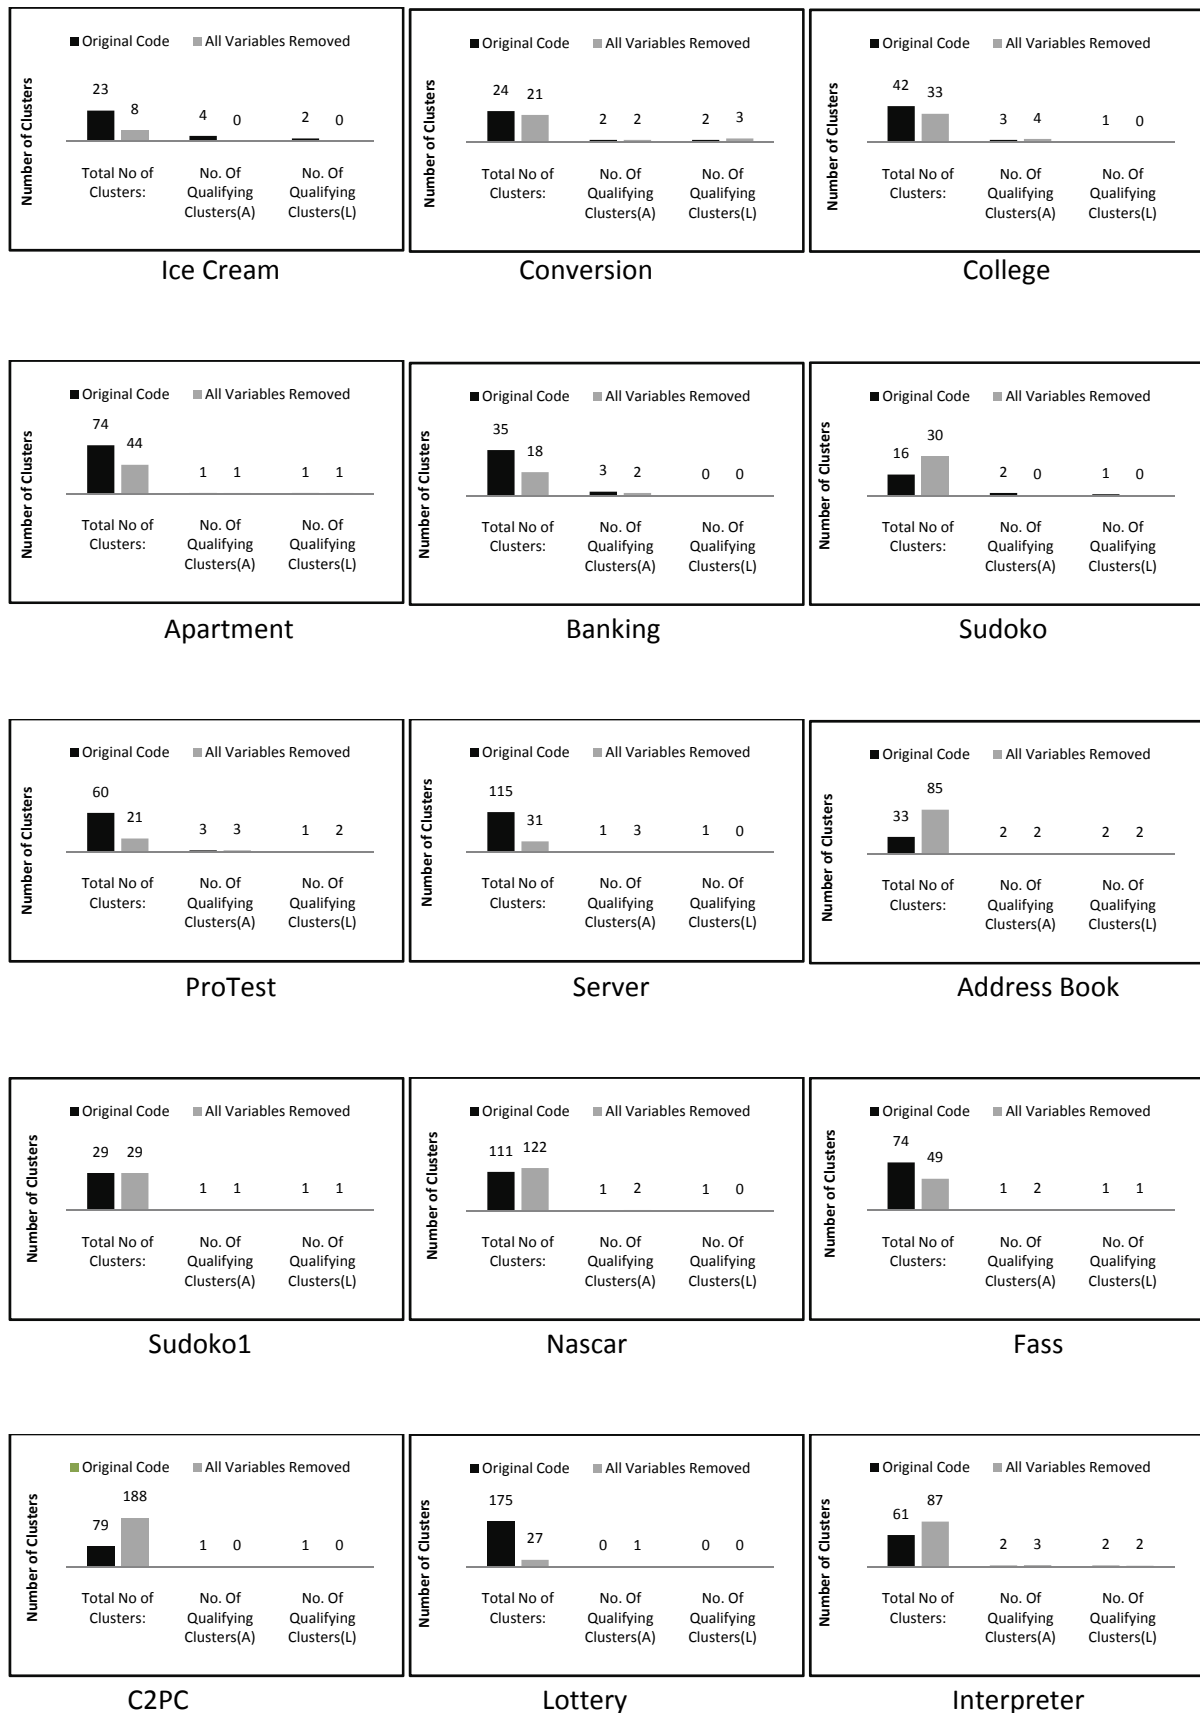 Original Code All Variables Removed
Number of Clusters
23 8 4 0 2 0
Total No of Clusters:
No. Of Qualifying Clusters(A)
No. Of Qualifying Clusters(L)
Ice Cream
Original Code All Variables Removed
Number of Clusters
24 21 2 2 2 3
Total No of Clusters:
No. Of Qualifying Clusters(A)
No. Of Qualifying Clusters(L)
Conversion
Original Code All Variables Removed
Number of Clusters
42 33 3 4 1 0
Total No of Clusters:
No. Of Qualifying Clusters(A)
No. Of Qualifying Clusters(L)
College
Original Code All Variables Removed
Number of Clusters
74 44 1 1 1 1
Total No of Clusters:
No. Of Qualifying Clusters(A)
No. Of Qualifying Clusters(L)
Apartment
Original Code All Variables Removed
Number of Clusters
35 18 3 2 0 0
Total No of Clusters:
No. Of Qualifying Clusters(A)
No. Of Qualifying Clusters(L)
Banking
Original Code All Variables Removed
Number of Clusters
16 30 2 0 1 0
Total No of Clusters:
No. Of Qualifying Clusters(A)
No. Of Qualifying Clusters(L)
Sudoko
Original Code All Variables Removed
Number of Clusters
60 21 3 3 1 2
Total No of Clusters:
No. Of Qualifying Clusters(A)
No. Of Qualifying Clusters(L)
ProTest
Original Code All Variables Removed
Number of Clusters
115 31 1 3 1 0
Total No of Clusters:
No. Of Qualifying Clusters(A)
No. Of Qualifying Clusters(L)
Server
Original Code All Variables Removed
Number of Clusters
33 85 2 2 2 2
Total No of Clusters:
No. Of Qualifying Clusters(A)
No. Of Qualifying Clusters(L)
Address Book
Original Code All Variables Removed
Number of Clusters
29 29 1 1 1 1
Total No of Clusters:
No. Of Qualifying Clusters(A)
No. Of Qualifying Clusters(L)
Sudoko1
Original Code All Variables Removed
Number of Clusters
111 122 1 2 1 0
Total No of Clusters:
No. Of Qualifying Clusters(A)
No. Of Qualifying Clusters(L)
Nascar
Original Code All Variables Removed
Number of Clusters
74 49 1 2 1 1
Total No of Clusters:
No. Of Qualifying Clusters(A)
No. Of Qualifying Clusters(L)
Fass
Original Code All Variables Removed
Number of Clusters
79 188 1 0 1 0
Total No of Clusters:
No. Of Qualifying Clusters(A)
No. Of Qualifying Clusters(L)
C2PC
Original Code All Variables Removed
Number of Clusters
175 27 0 1 0 0
Total No of Clusters:
No. Of Qualifying Clusters(A)
No. Of Qualifying Clusters(L)
Lottery
Original Code All Variables Removed
Number of Clusters
61 87 2 3 2 2
Total No of Clusters:
No. Of Qualifying Clusters(A)
No. Of Qualifying Clusters(L)
Interpreter